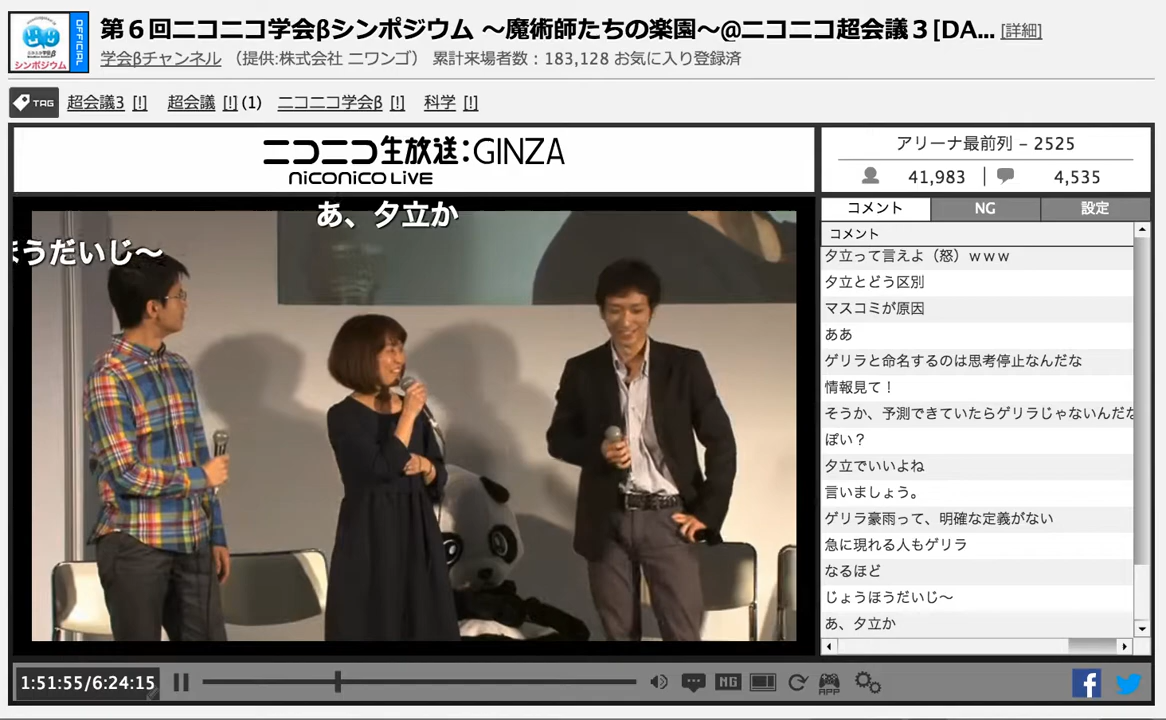 OFFICIAL
シンポジウム
第６回ニコニコ学会βシンポジウム ～魔術師たちの楽園～@ニコニコ超会議３[DA... [詳細]
学会βチャンネル （提供:株式会社 ニワンゴ） 累計来場者数：183,128 お気に入り登録済
TAG 超会議3 [!] 超会議 [!] (1) ニコニコ学会β [!] 科学 [!]
ニコニコ生放送:GINZA
niconico Live
アリーナ最前列 – 2525
41,983 | 4,535
コメント NG 設定
コメント
夕立って言えよ（怒）ｗｗｗ
夕立とどう区別
マスコミが原因
ああ
ゲリラと命名するのは思考停止なんだな
情報見て！
そうか、予測できていたらゲリラじゃないんだな
ぽい？
夕立でいいよね
言いましょう。
ゲリラ豪雨って、明確な定義がない
急に現れる人もゲリラ
なるほど
じょうほうだいじ～
あ、夕立か
あ、夕立か
ほうだいじ～
1:51:55/6:24:15
NG
APP